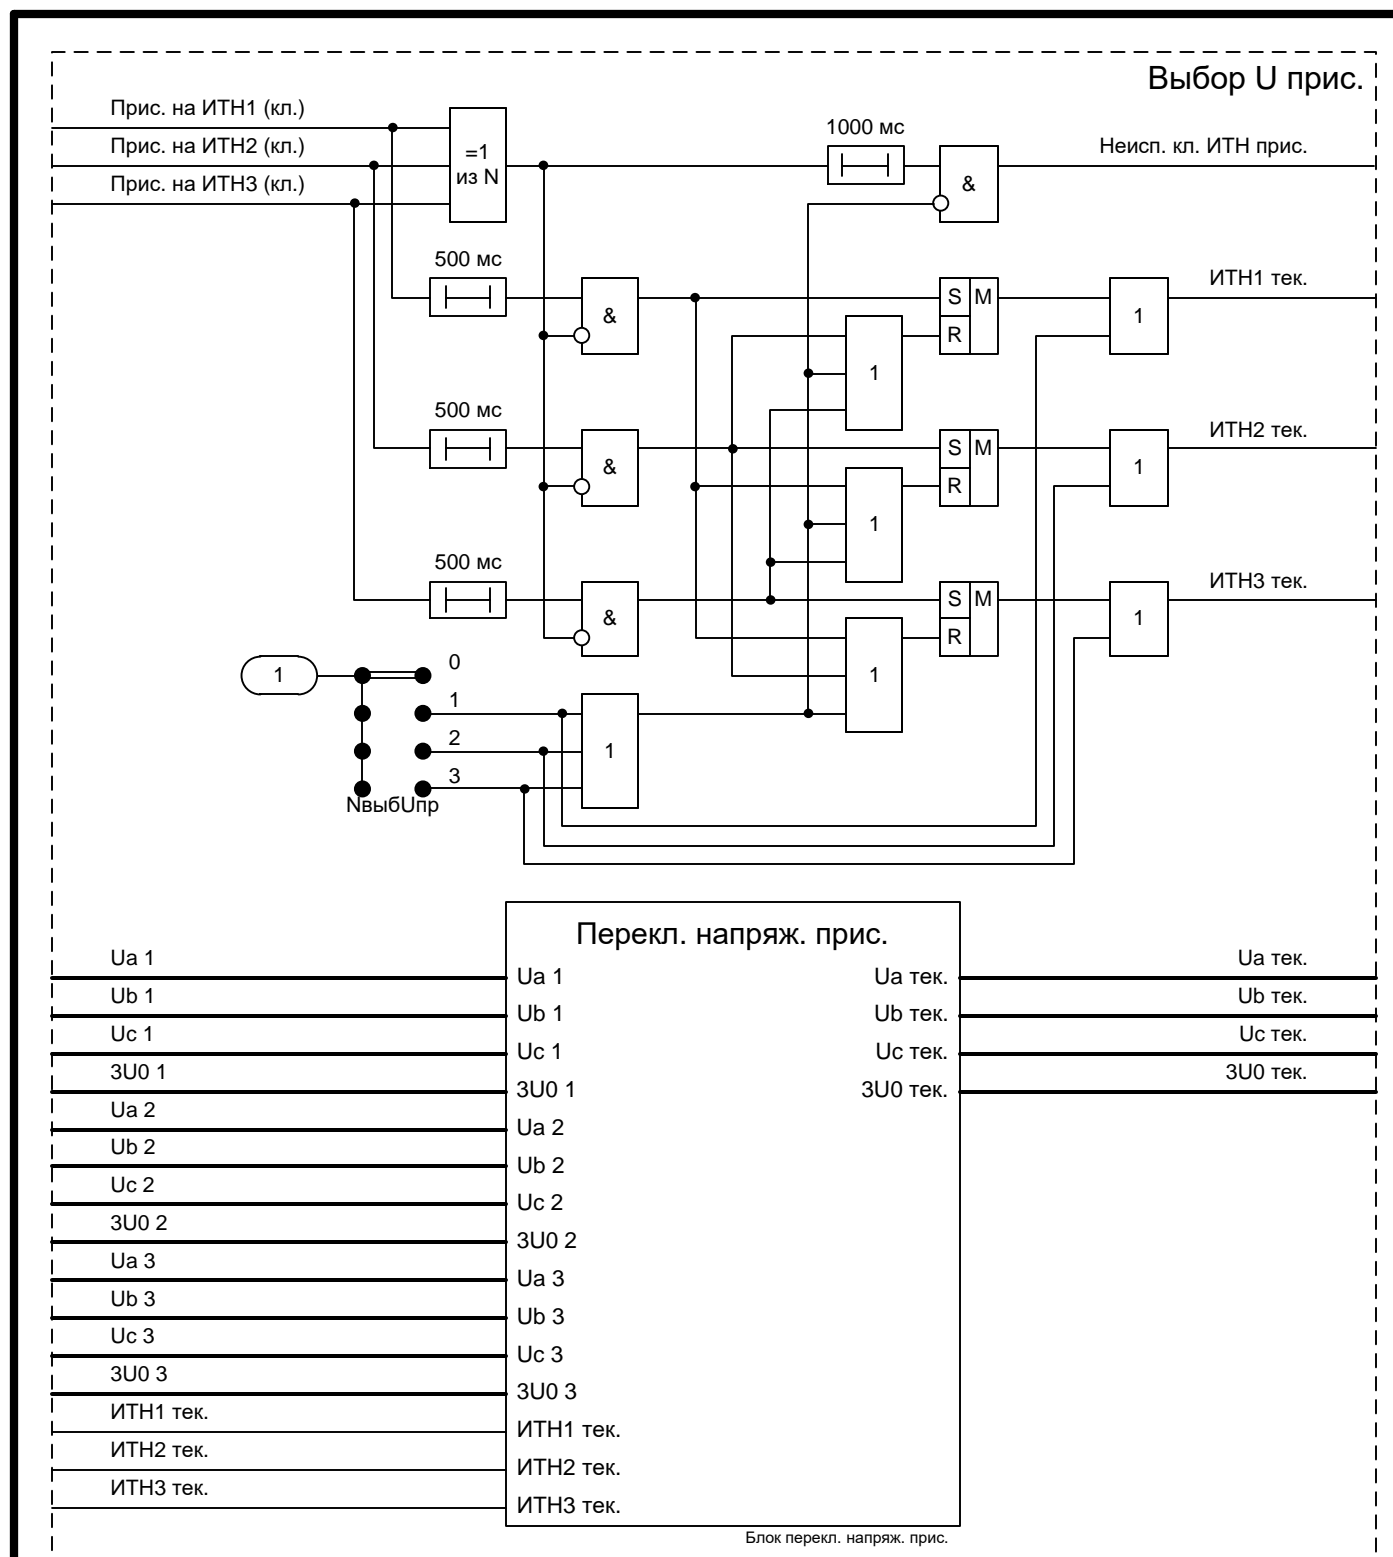 Выбор U прис.
Прис. на ИТН1 (кл.)
1000 мс
Прис. на ИТН2 (кл.)
=1
из N
Неисп. кл. ИТН прис.
Прис. на ИТН3 (кл.)
&
500 мс
ИТН1 тек.
&
S M
R
1
1
500 мс
ИТН2 тек.
&
S M
R
1
1
500 мс
ИТН3 тек.
&
S M
R
1
1
1
0
1
2
3
1
NвыбUпр
Перекл. напряж. прис.
Ua 1
Ua 1
Ua тек.
Ua тек.
Ub 1
Ub 1
Ub тек.
Ub тек.
Uc 1
Uc 1
Uc тек.
Uc тек.
3U0 1
3U0 1
3U0 тек.
3U0 тек.
Ua 2
Ua 2
Ub 2
Ub 2
Uc 2
Uc 2
3U0 2
3U0 2
Ua 3
Ua 3
Ub 3
Ub 3
Uc 3
Uc 3
3U0 3
3U0 3
ИТН1 тек.
ИТН1 тек.
ИТН2 тек.
ИТН2 тек.
ИТН3 тек.
ИТН3 тек.
Блок перекл. напряж. прис.